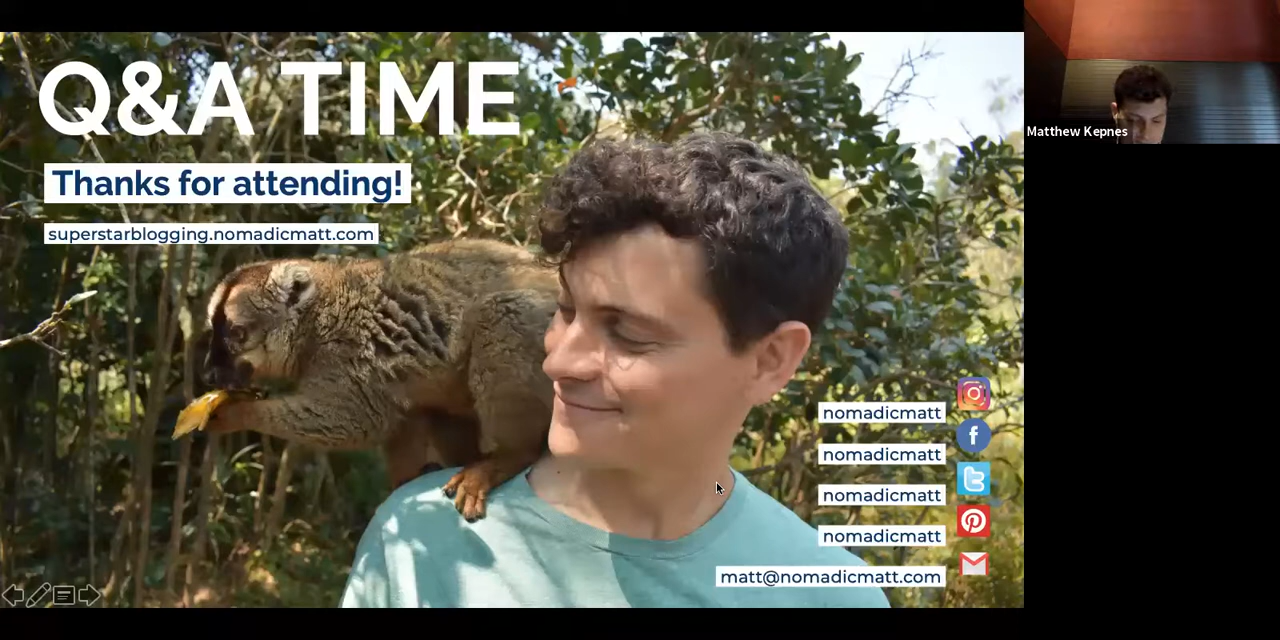 Q&A TIME
Thanks for attending!
superstarblogging.nomadicmatt.com
Matthew Kepnes
nomadicmatt
nomadicmatt
nomadicmatt
nomadicmatt
matt@nomadicmatt.com